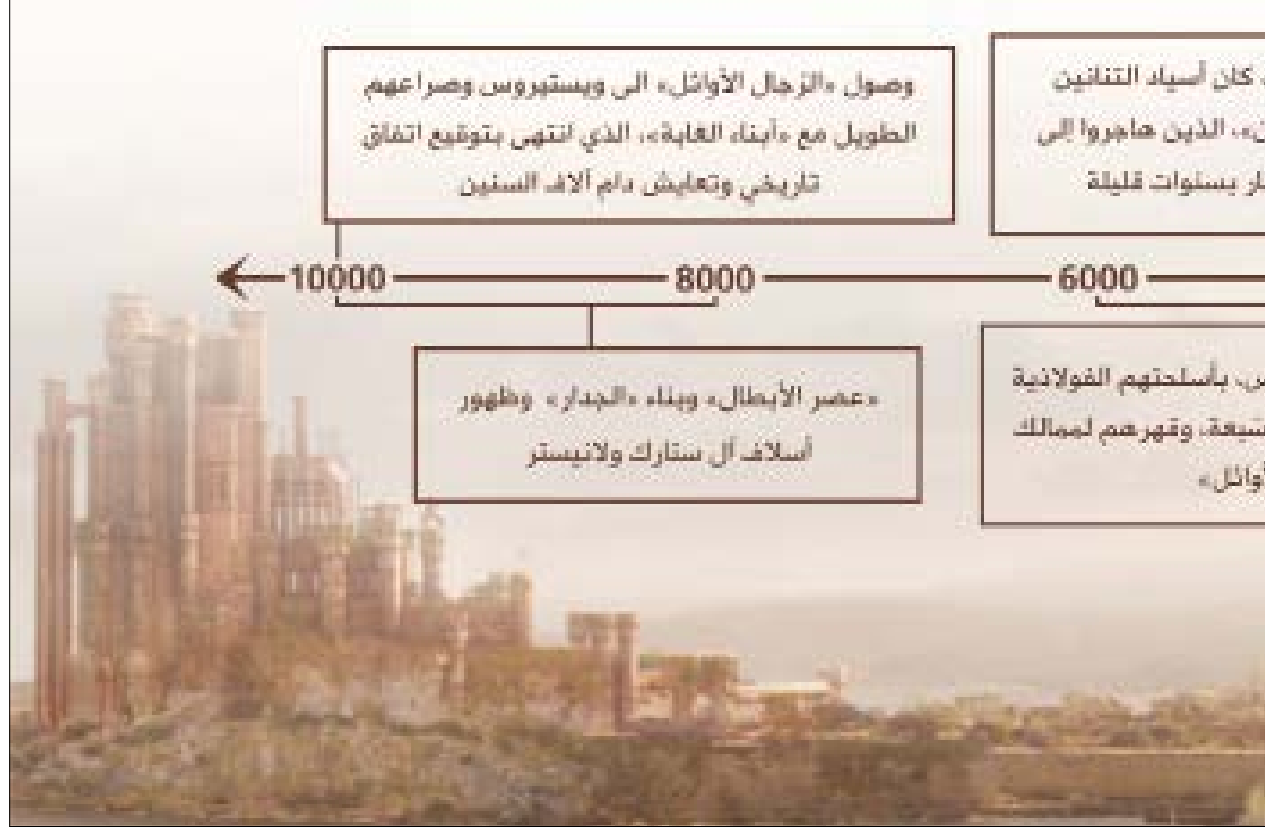 وصول «الرّجال الأوائل» الى ويستيروس وصراعهم
الطويل مع «أبناء الغابة»، الذي انتهى بتوقيع اتفاق
تاريخي وتعايش دام آلاف السنين
كان أسياد التنانين
الذين هاجروا إلى
بسنوات قليلة
10000 8000 6000
«عصر الأبطال» وبناء «الجدار» وظهور
أسلاف آل ستارك ولانيستر
بأسلحتهم الفولاذية
وقهرهم لممالك